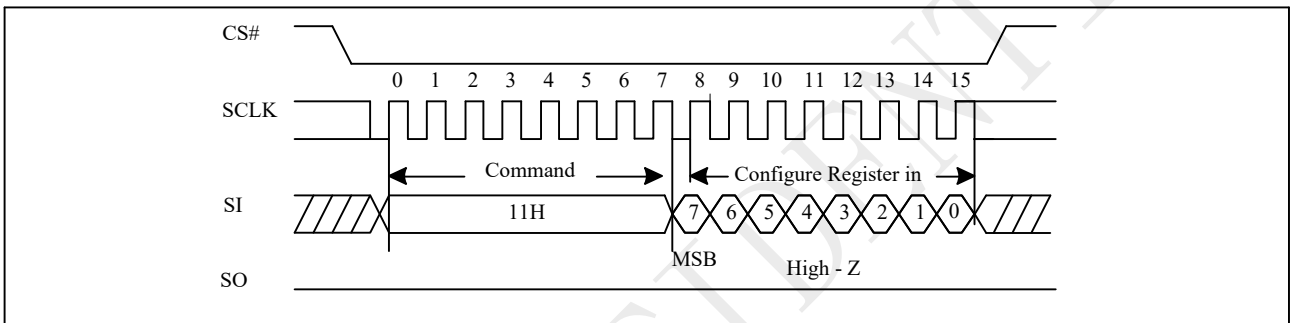 CS#
0 1 2 3 4 5 6 7 8 9 10 11 12 13 14 15
SCLK
Command Configure Register in
SI 11H 7 6 5 4 3 2 1 0
MSB High - Z
SO